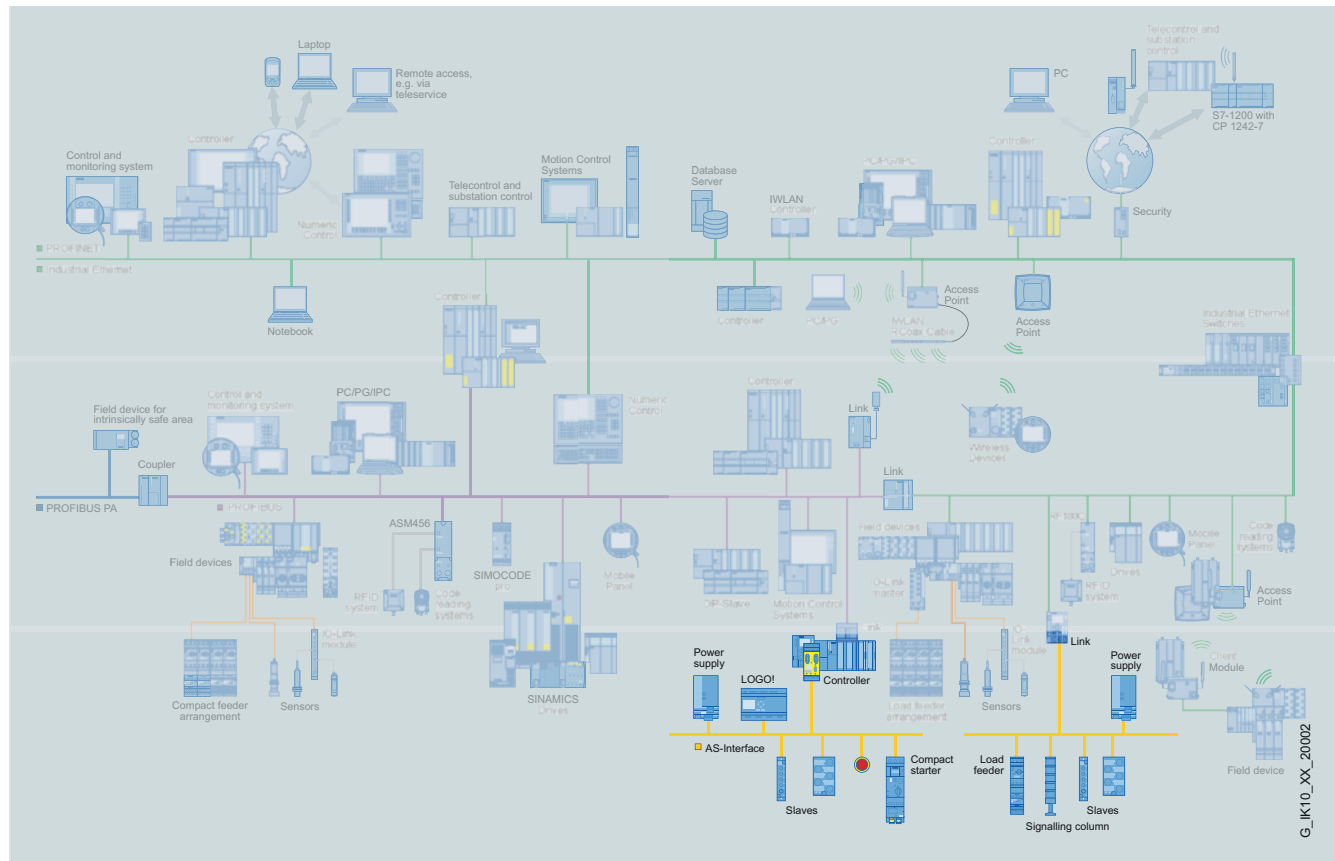 Laptop
Remote access,
e.g. via
teleservice
Controller
Control and
monitoring system
Numeric
Control
Telecontrol and
substation control
Motion Control
Systems
PC
Telecontrol and
substation
control
S7-1200 with
CP 1242-7
Database
Server
IWLAN
Controller
PC/PG/IPC
Controller
Security
PROFINET
Industrial Ethernet
Notebook
Controller
Controller
PC/PG
IWLAN
RCoax Cable
Access
Point
Access
Point
Industrial Ethernet
Switches
Field device for
intrinsically safe area
Coupler
Control and
monitoring system
PC/PG/IPC
Numeric
Control
Controller
Link
Wireless
Devices
Link
PROFIBUS PA
PROFIBUS
Field devices
ASM456
SIMOCODE
pro
Mobile
Panel
RFID
system
Code
reading
systems
IO-Link
module
Compact feeder
arrangement
Sensors
SINAMICS
Drives
DP-Slave
Motion Control
Systems
Field devices
IO-Link
master
RFID
system
Drives
Mobile
Panel
Code
reading
systems
Access
Point
Link
IO-
Link
module
Load feeder
arrangement
Sensors
Client
Module
Field device
Power
supply
LOGO!
Controller
Link
Power
supply
AS-Interface
Slaves
Compact
starter
Load
feeder
Signalling column
Slaves
G_IK10_XX_20002